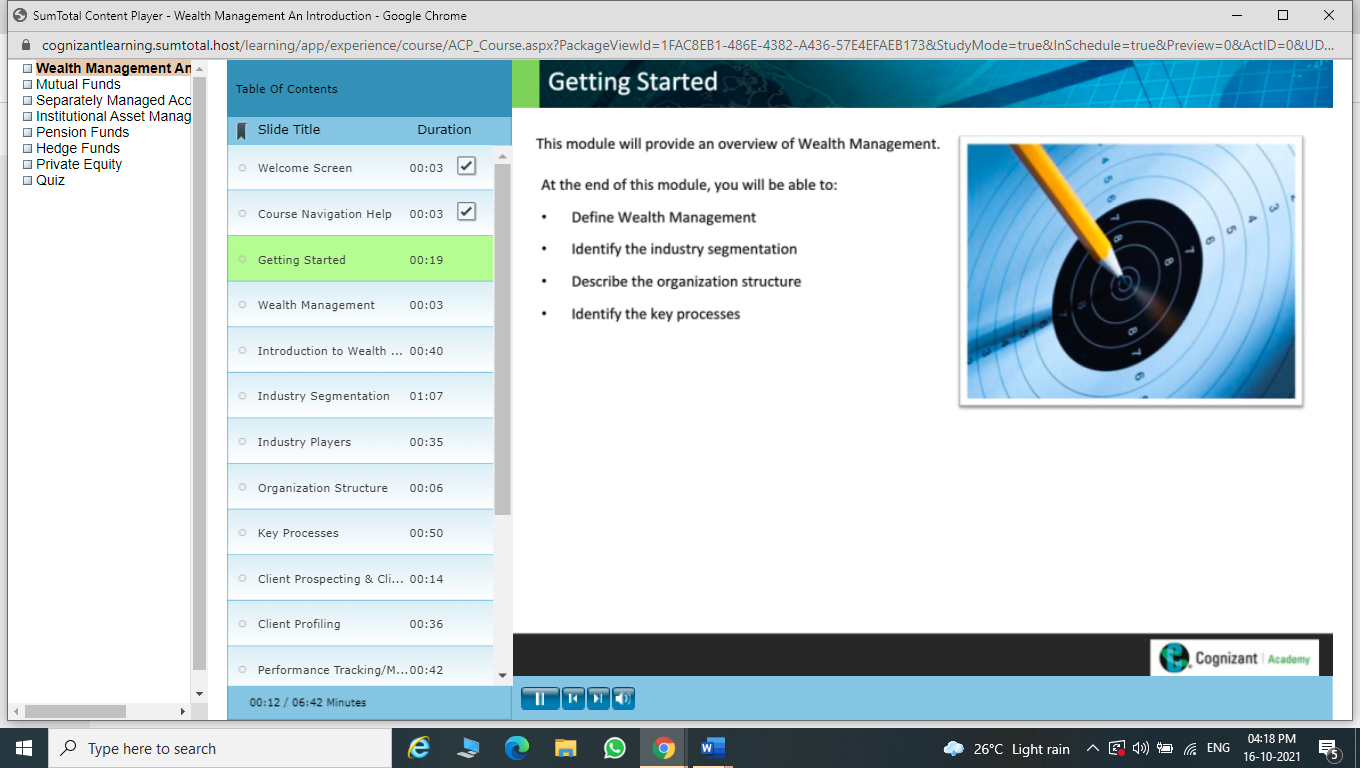 SumTotal Content Player - Wealth Management An Introduction - Google Chrome
cognizantlearning.sumtotal.host/learning/app/experience/course/ACP_Course.aspx?PackageViewId=1FAC8EB1-486E-4382-A436-57E4EFAEB173&StudyMode=true&InSchedule=true&Preview=0&ActID=0&UD...
Wealth Management An
Mutual Funds
Separately Managed Acc
Institutional Asset Manag
Pension Funds
Hedge Funds
Private Equity
Quiz
Table Of Contents
Slide Title Duration
Welcome Screen 00:03
Course Navigation Help 00:03
Getting Started 00:19
Wealth Management 00:03
Introduction to Wealth ... 00:40
Industry Segmentation 01:07
Industry Players 00:35
Organization Structure 00:06
Key Processes 00:50
Client Prospecting & Cli... 00:14
Client Profiling 00:36
Performance Tracking/M... 00:42
00:12 / 06:42 Minutes
Getting Started
This module will provide an overview of Wealth Management.
At the end of this module, you will be able to:
• Define Wealth Management
• Identify the industry segmentation
• Describe the organization structure
• Identify the key processes
Cognizant | Academy
Type here to search
26°C Light rain
ENG
04:18 PM
16-10-2021
5